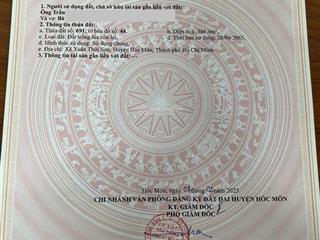 1. Người sử dụng đất, chủ sở hữu tài sản gắn liền với đất:
Ông Trần
Và vợ: Bà
2. Thông tin thửa đất:
a. Thửa đất số: 691; tờ bản đồ số: 44. b. Diện tích: 566,4m².
c. Loại đất: Đất trồng lúa còn lại. d. Thời hạn sử dụng: 28/04/2065.
đ. Hình thức sử dụng: Sử dụng chung.
e. Địa chỉ: Xã Xuân Thới Sơn, Huyện Hóc Môn, Thành phố Hồ Chí Minh.
3. Thông tin tài sản gắn liền với đất: -/-
Hóc Môn, ngày tháng 2025
CHI NHÁNH VĂN PHÒNG ĐĂNG KÝ ĐẤT ĐAI HUYỆN HÓC MÔN
KT. GIÁM ĐỐC
PHÓ GIÁM ĐỐC